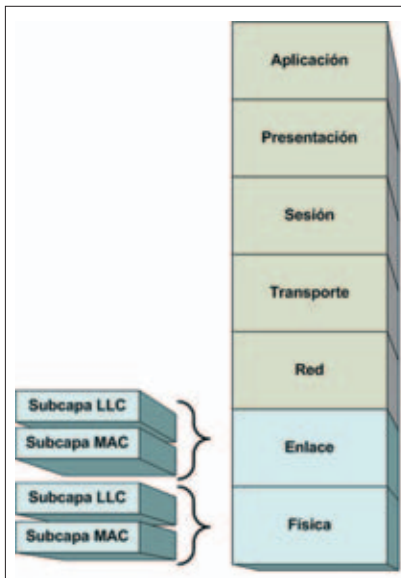 Aplicación
Presentación
Sesión
Transporte
Red
Subcapa LLC
Subcapa MAC
Enlace
Subcapa LLC
Subcapa MAC
Física